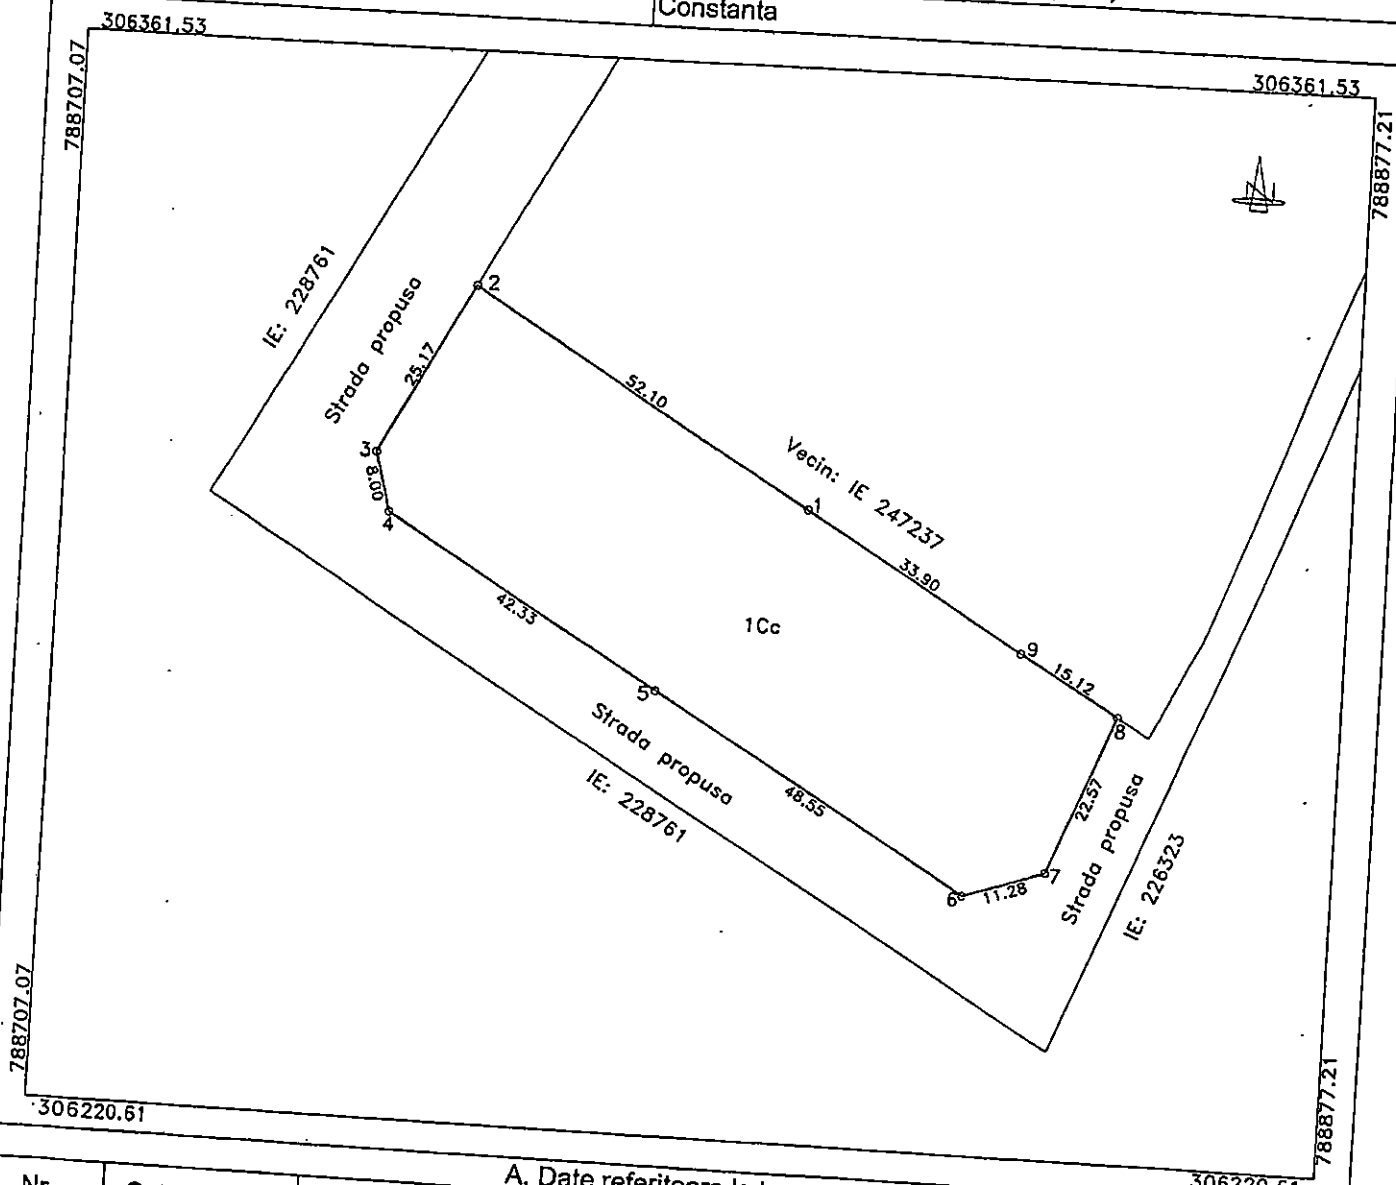 Constanta
306361.53
306361.53
788707.07
788877.21
IE: 228761
Strada propusa
2
25.17
52.10
3
8.00
4
Vecin: IE 247237
1
33.90
42.33
1Cc
9
15.12
5
8
Strada propusa
IE: 228761
48.55
22.57
Strada propusa
7
6
11.28
IE: 226323
788707.07
788877.21
306220.61
A. Date referitoare la
Nr.